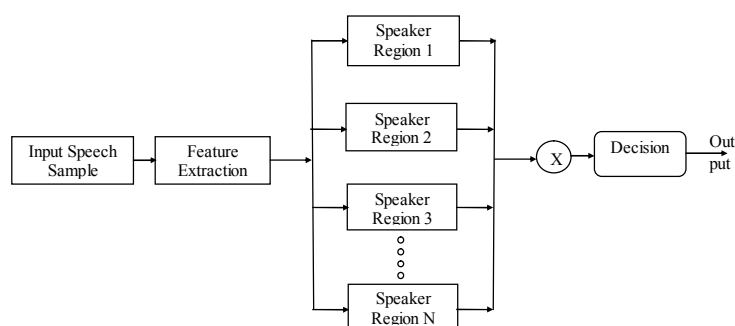 Input Speech
Sample
Feature
Extraction
Speaker
Region 1
Speaker
Region 2
Speaker
Region 3
Speaker
Region N
X
Decision
Out
put